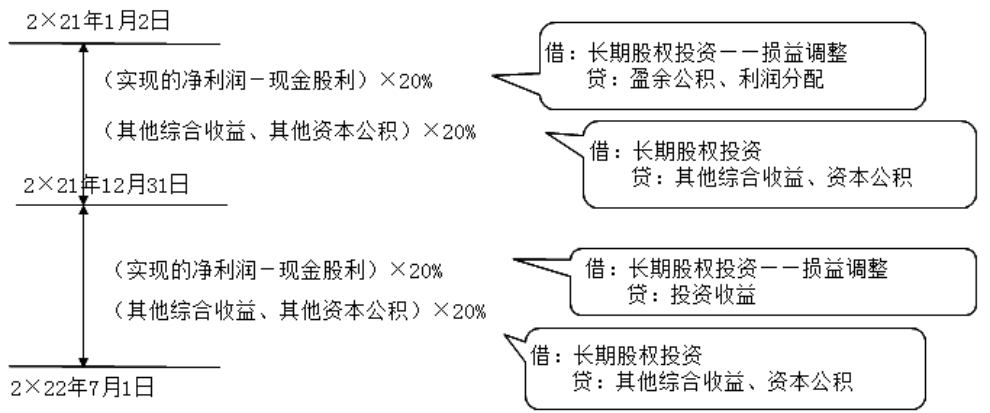 2×21年1月2日
借：长期股权投资——损益调整
贷：盈余公积、利润分配
（实现的净利润－现金股利）×20%
（其他综合收益、其他资本公积）×20%
借：长期股权投资
贷：其他综合收益、资本公积
2×21年12月31日
（实现的净利润－现金股利）×20%
借：长期股权投资——损益调整
贷：投资收益
（其他综合收益、其他资本公积）×20%
借：长期股权投资
贷：其他综合收益、资本公积
2×22年7月1日